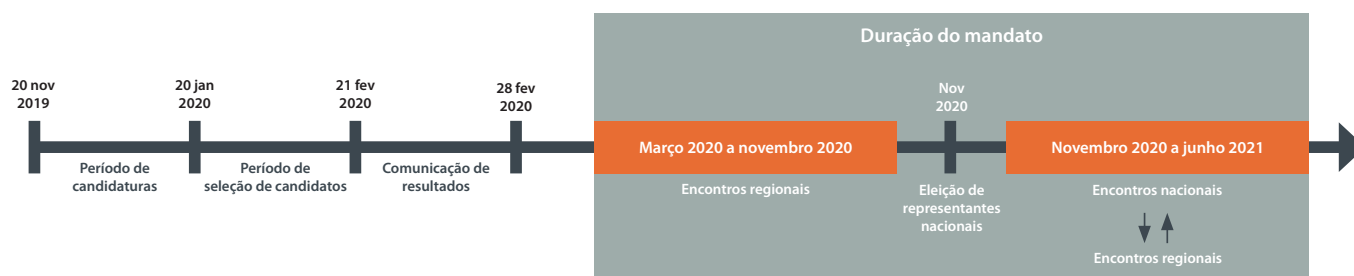 Duração do mandato
20 nov
2019
20 jan
2020
21 fev
2020
28 fev
2020
Nov
2020
Período de
candidaturas
Período de
seleção de candidatos
Comunicação de
resultados
Março 2020 a novembro 2020
Encontros regionais
Eleição de
representantes
nacionais
Novembro 2020 a junho 2021
Encontros nacionais
Encontros regionais